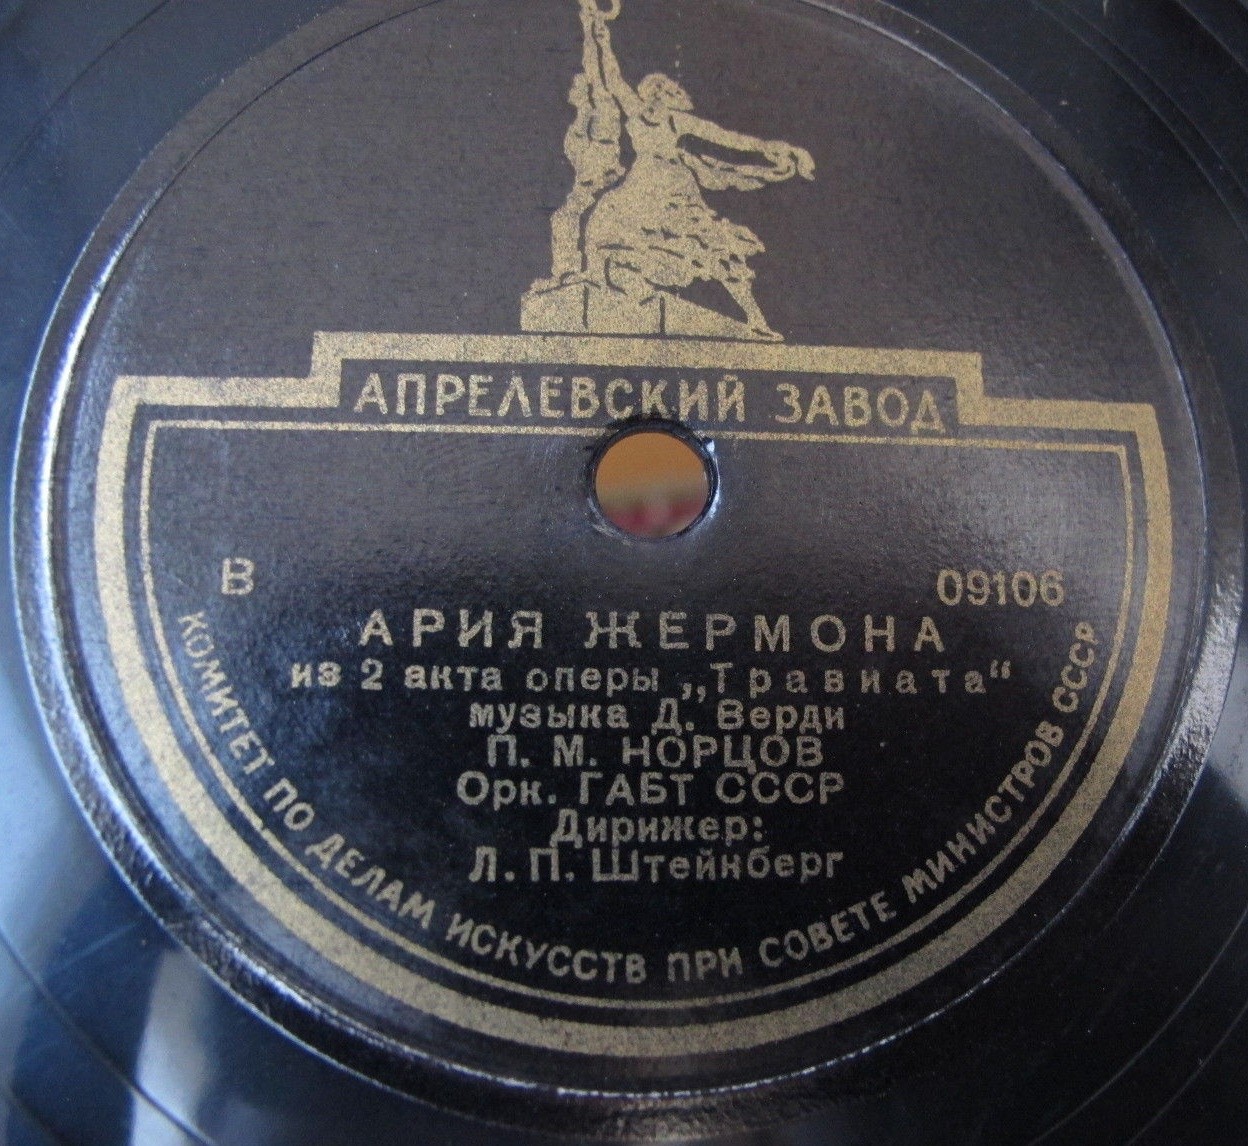 АПРЕЛЕВСКИЙ ЗАВОД
В 09106
АРИЯ ЖЕРМОНА
из 2 акта оперы „Травиата“
музыка Д. Верди
П. М. НОРЦОВ
Орк. ГАБТ СССР
Дирижер:
Л. П. Штейнберг
КОМИТЕТ ПО ДЕЛАМ ИСКУССТВ ПРИ СОВЕТЕ МИНИСТРОВ СССР